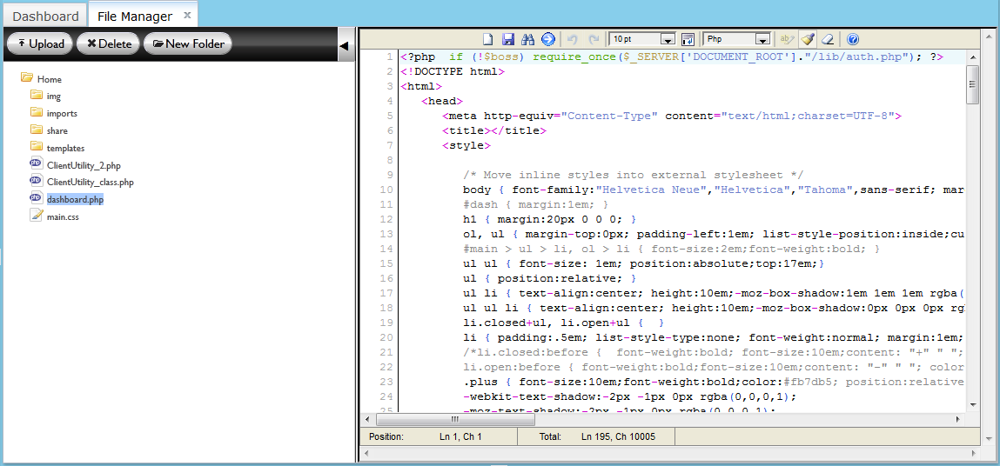 Dashboard
File Manager x
Upload
Delete
New Folder
10 pt
Php
Home
img
imports
share
templates
ClientUtility_2.php
ClientUtility_class.php
dashboard.php
main.css
1 <?php  if (!$boss) require_once($_SERVER['DOCUMENT_ROOT']."/lib/auth.php"); ?>
2 <!DOCTYPE html>
3 <html>
4 <head>
5 <meta http-equiv="Content-Type" content="text/html;charset=UTF-8">
6 <title></title>
7 <style>
8
9 /* Move inline styles into external stylesheet */
10 body { font-family:"Helvetica Neue","Helvetica","Tahoma",sans-serif; mar
11 #dash { margin:1em; }
12 h1 { margin:20px 0 0 0; }
13 ol, ul { margin-top:0px; padding-left:1em; list-style-position:inside;cu
14 #main > ul > li, ol > li { font-size:2em;font-weight:bold; }
15 ul ul { font-size: 1em; position:absolute;top:17em;}
16 ul { position:relative; }
17 ul li { text-align:center; height:10em;-moz-box-shadow:1em 1em 1em rgba(
18 ul ul li { text-align:center; height:10em;-moz-box-shadow:0px 0px 0px rg
19 li.closed+ul, li.open+ul {  }
20 li { padding:.5em; list-style-type:none; font-weight:normal; margin:1em;
21 /*li.closed:before {  font-weight:bold; font-size:10em;content: "+" " ";
22 li.open:before { font-weight:bold;font-size:10em;content: "-" " "; color
23 .plus { font-size:10em;font-weight:bold;color:#fb7db5; position:relative
24 -webkit-text-shadow:-2px -1px 0px rgba(0,0,0,1);
25 -moz-text-shadow:-2px -1px 0px rgba(0,0,0,1);
Position: Ln 1, Ch 1 Total: Ln 195, Ch 10005